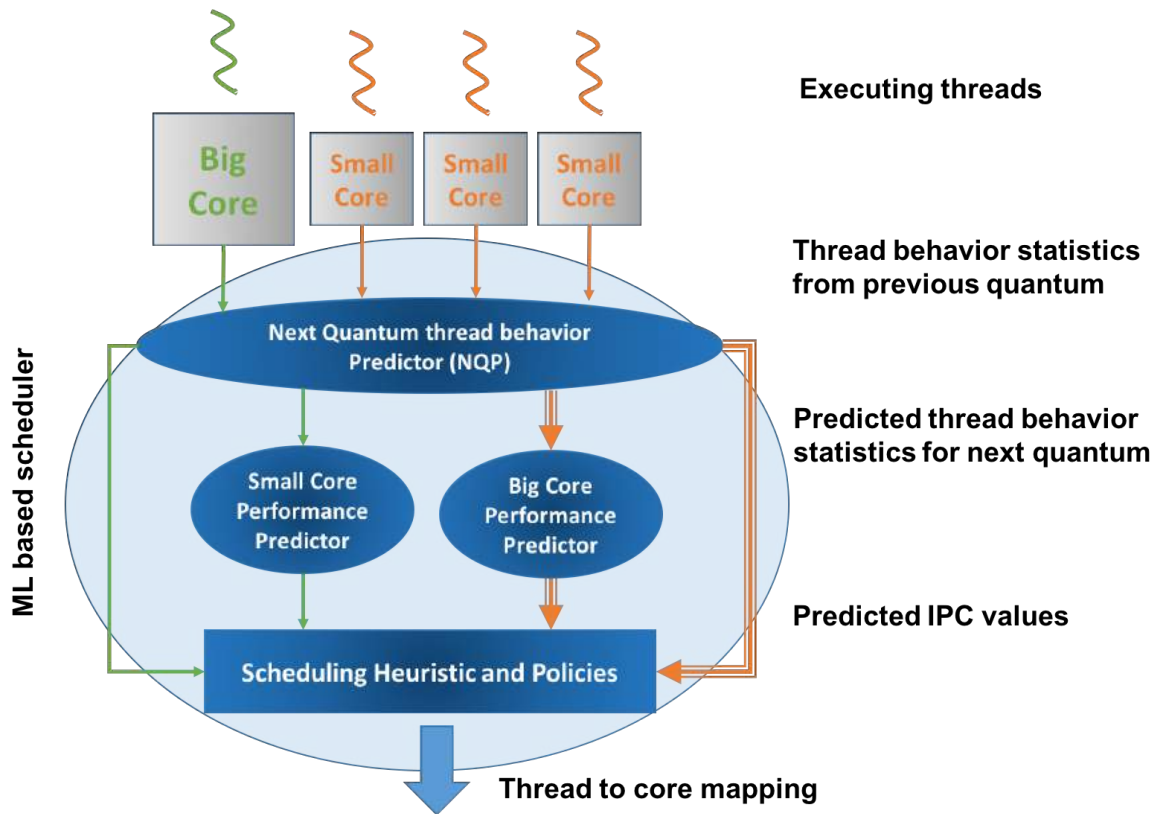 Executing threads
Big
Core
Small
Core
Small
Core
Small
Core
Thread behavior statistics
from previous quantum
Next Quantum thread behavior
Predictor (NQP)
Predicted thread behavior
statistics for next quantum
Small Core
Performance
Predictor
Big Core
Performance
Predictor
ML based scheduler
Predicted IPC values
Scheduling Heuristic and Policies
Thread to core mapping